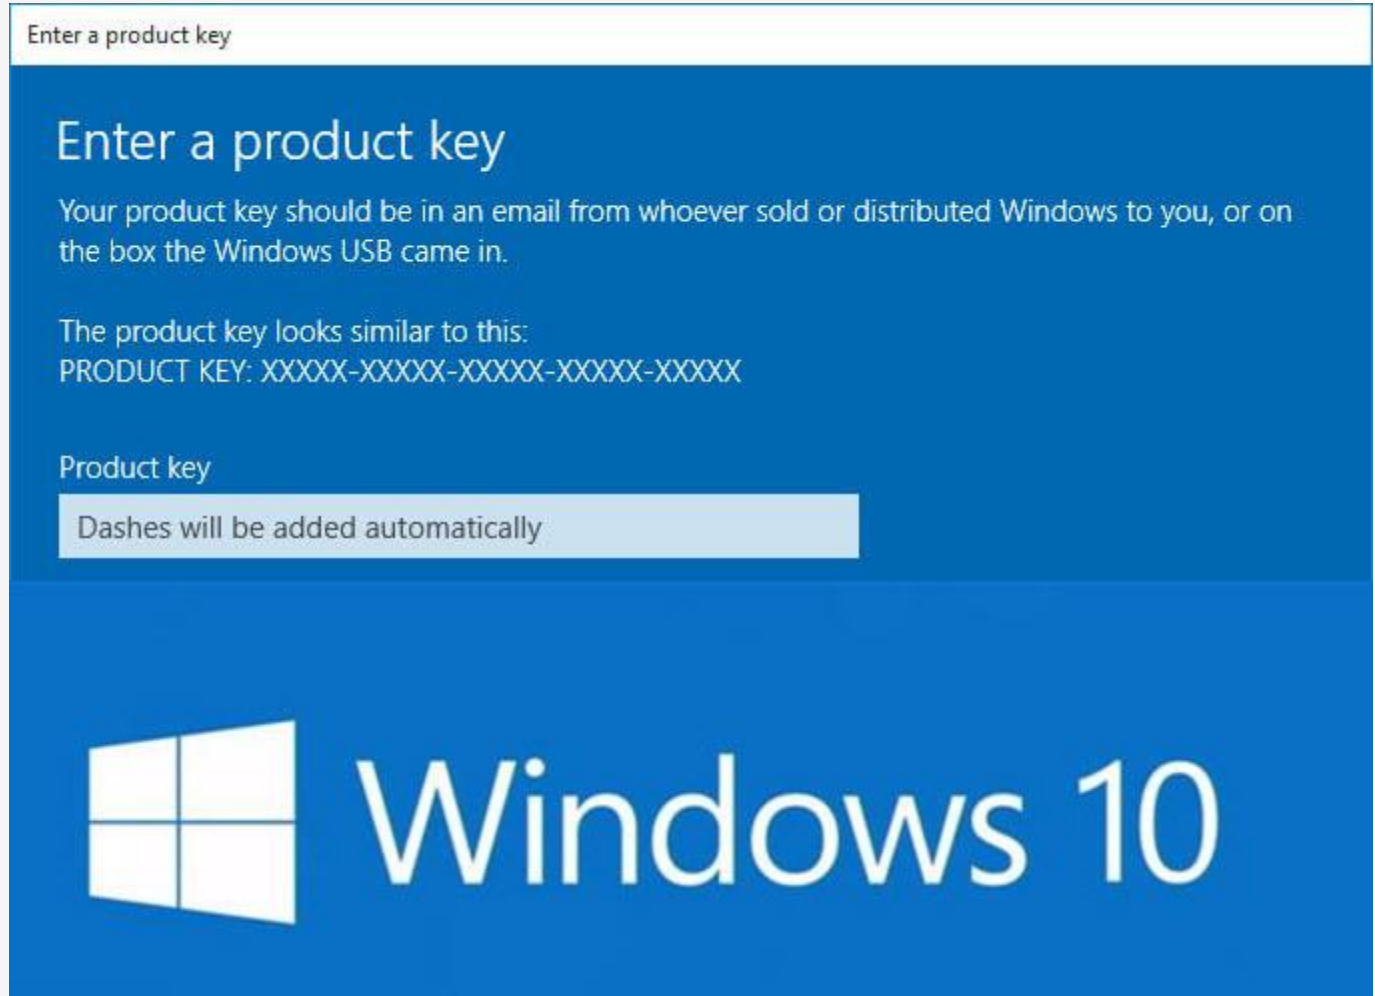 Enter a product key
Enter a product key
Your product key should be in an email from whoever sold or distributed Windows to you, or on
the box the Windows USB came in.
The product key looks similar to this:
PRODUCT KEY: XXXXX-XXXXX-XXXXX-XXXXX-XXXXX
Product key
Dashes will be added automatically
Windows 10